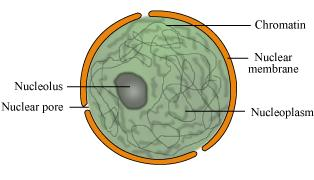 Chromatin
Nuclear
membrane
Nucleolus
Nuclear pore
Nucleoplasm